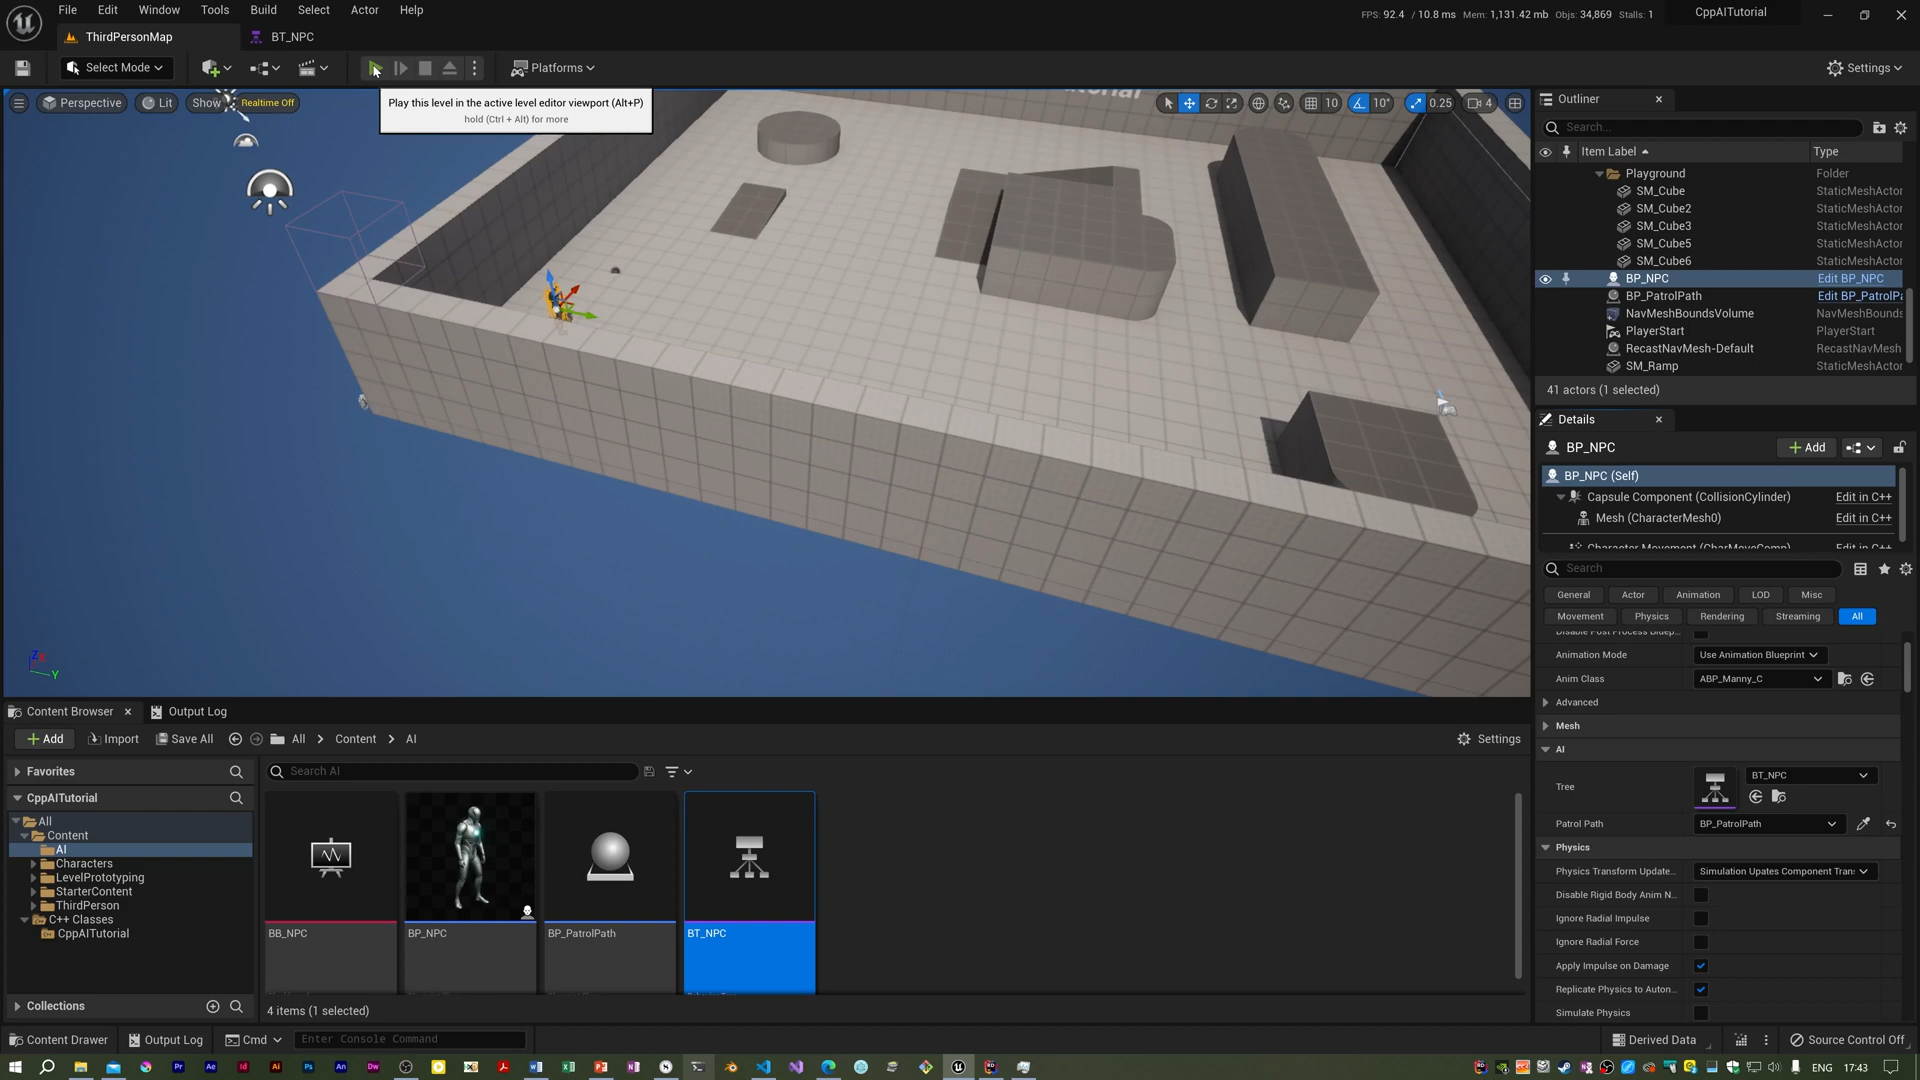 File Edit Window Tools Build Select Actor Help
FPS: 92.4 / 10.8 ms Mem: 1,131.42 mb Objs: 34,869 Stalls: 1
CppAITutorial
ThirdPersonMap
BT_NPC
Select Mode
Platforms
Settings
Perspective
Lit
Show
Realtime Off
Play this level in the active level editor viewport (Alt+P)
hold (Ctrl + Alt) for more
10
10°
0.25
4
Outliner
Search...
Item Label
Type
Playground Folder
SM_Cube StaticMeshActor
SM_Cube2 StaticMeshActor
SM_Cube3 StaticMeshActor
SM_Cube5 StaticMeshActor
SM_Cube6 StaticMeshActor
BP_NPC Edit BP_NPC
BP_PatrolPath Edit BP_PatrolPa
NavMeshBoundsVolume NavMeshBounds
PlayerStart PlayerStart
RecastNavMesh-Default RecastNavMesh
SM_Ramp StaticMeshActor
41 actors (1 selected)
Details
BP_NPC
Add
BP_NPC (Self)
Capsule Component (CollisionCylinder) Edit in C++
Mesh (CharacterMesh0) Edit in C++
Character Movement (CharMoveComp) Edit in C++
Search
General Actor Animation LOD Misc
Movement Physics Rendering Streaming All
Disable Post Process Bluep...
Animation Mode Use Animation Blueprint
Anim Class ABP_Manny_C
Advanced
Mesh
AI
Tree BT_NPC
Patrol Path BP_PatrolPath
Physics
Physics Transform Update... Simulation Upates Component Tran:
Disable Rigid Body Anim N...
Ignore Radial Impulse
Ignore Radial Force
Apply Impulse on Damage
Replicate Physics to Auton...
Simulate Physics
Z
Y
Content Browser
Output Log
Add
Import
Save All
All
Content
AI
Settings
Favorites
CppAITutorial
All
Content
AI
Characters
LevelPrototyping
StarterContent
ThirdPerson
C++ Classes
CppAITutorial
Collections
Search AI
BB_NPC
BP_NPC
BP_PatrolPath
BT_NPC
4 items (1 selected)
Content Drawer
Output Log
Cmd
Enter Console Command
Derived Data
Source Control Off
Pr Ae Id Ai Ps An Dw
ENG 17:43